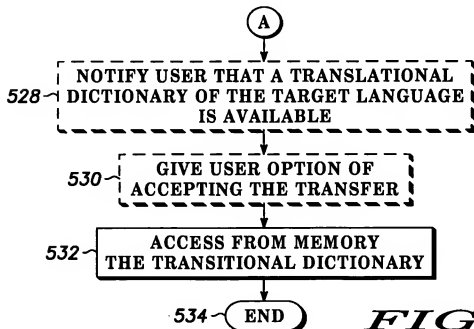 A
528
NOTIFY USER THAT A TRANSLATIONAL
DICTIONARY OF THE TARGET LANGUAGE
IS AVAILABLE
530
GIVE USER OPTION OF
ACCEPTING THE TRANSFER
532
ACCESS FROM MEMORY
THE TRANSITIONAL DICTIONARY
534
END
FIG